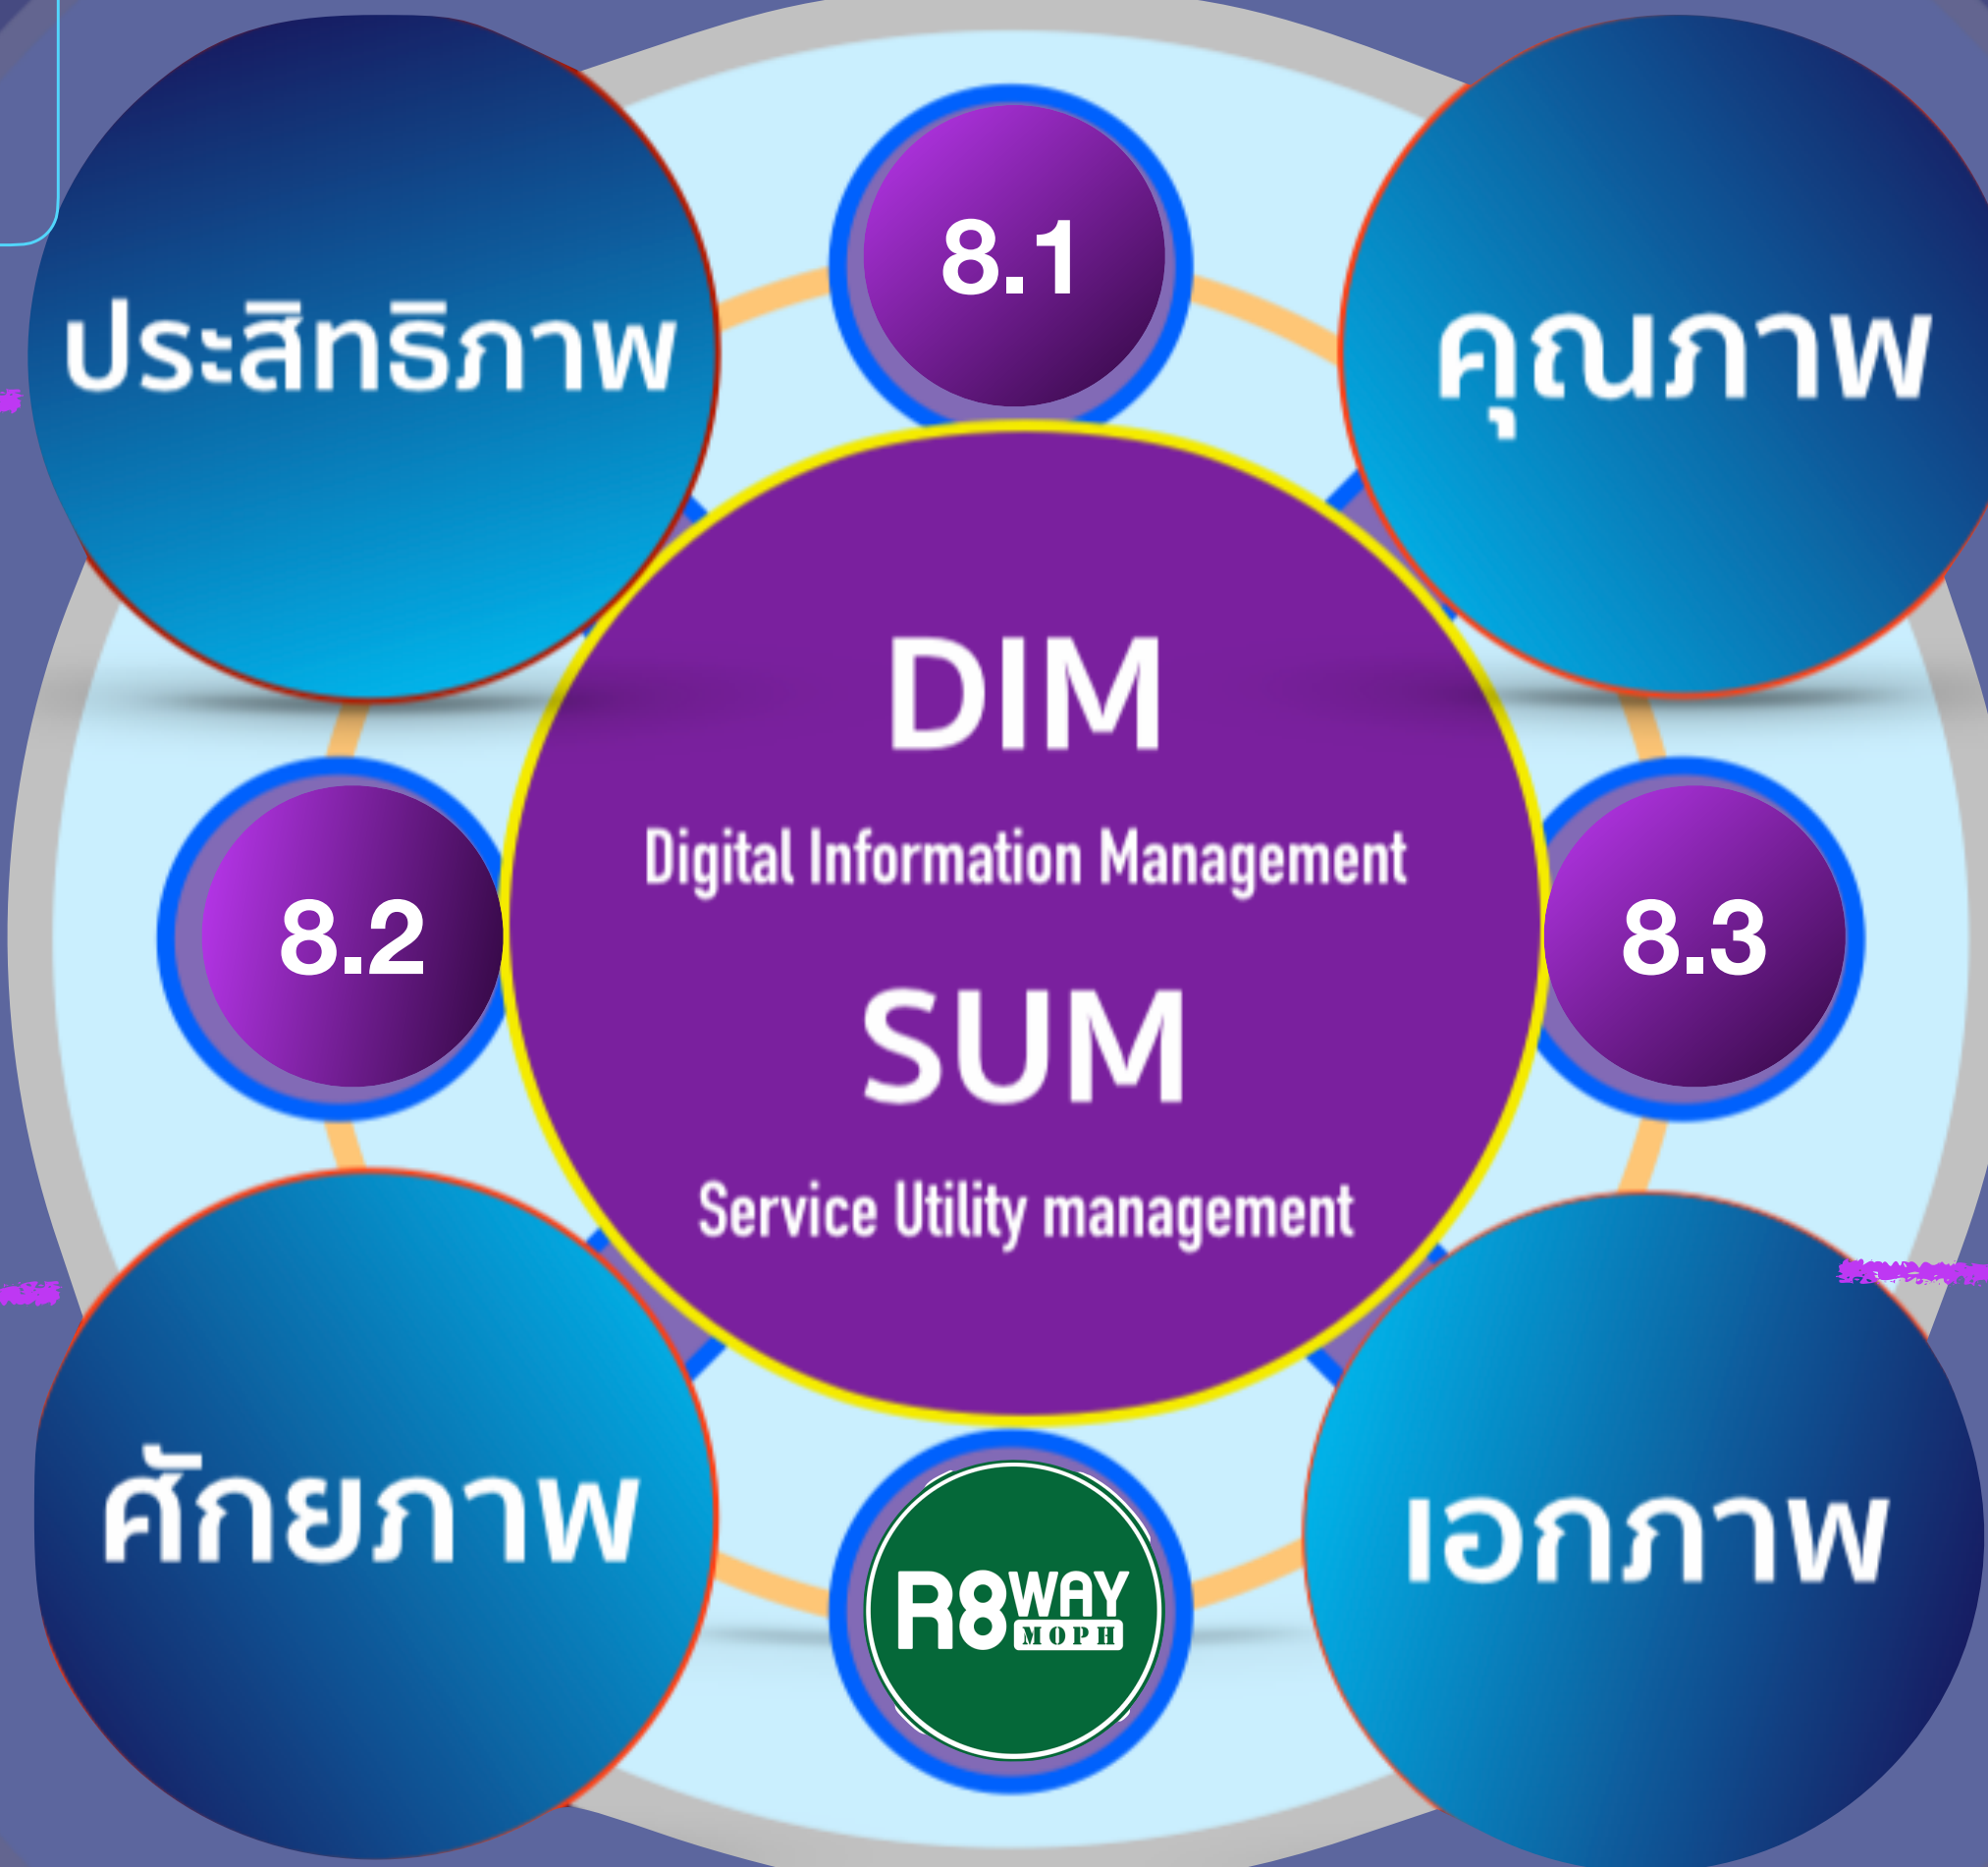 ประสิทธิภาพ
8.1
คุณภาพ
DIM
Digital Information Management
8.2
8.3
SUM
Service Utility management
ศักยภาพ
เอกภาพ
R8WAY
MOPH